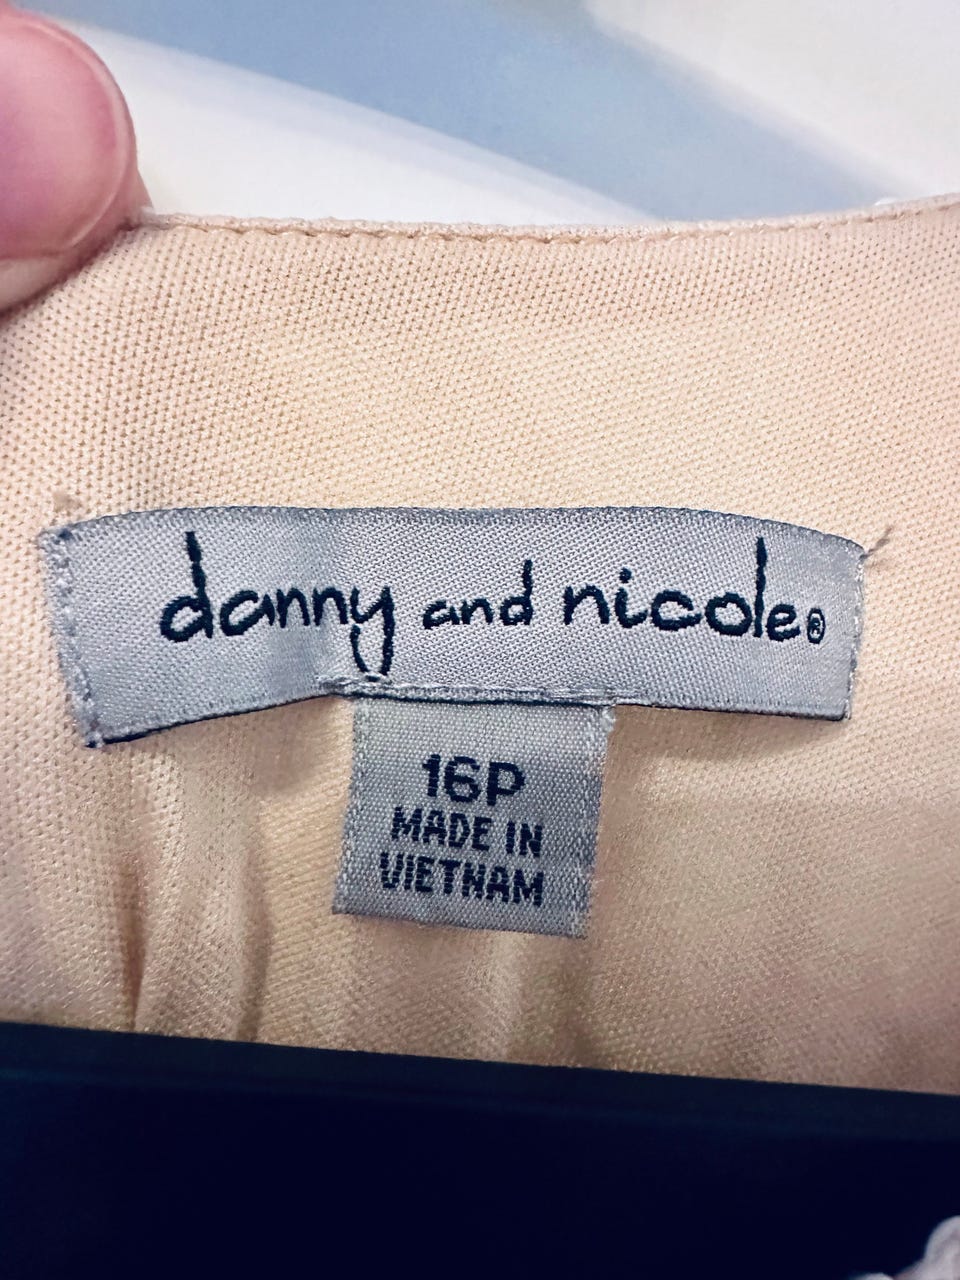 danny and nicole®
16P
MADE IN
VIETNAM